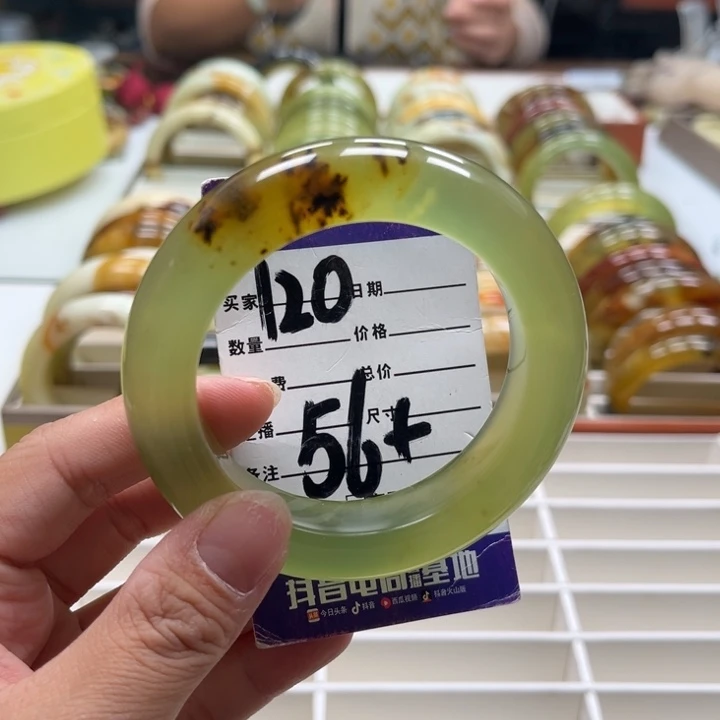 买家 120 日期
数量 价格
费 总价
播 56+ 尺寸
备注
抖音电商直播基地
今日头条 抖音 西瓜视频 抖音火山版